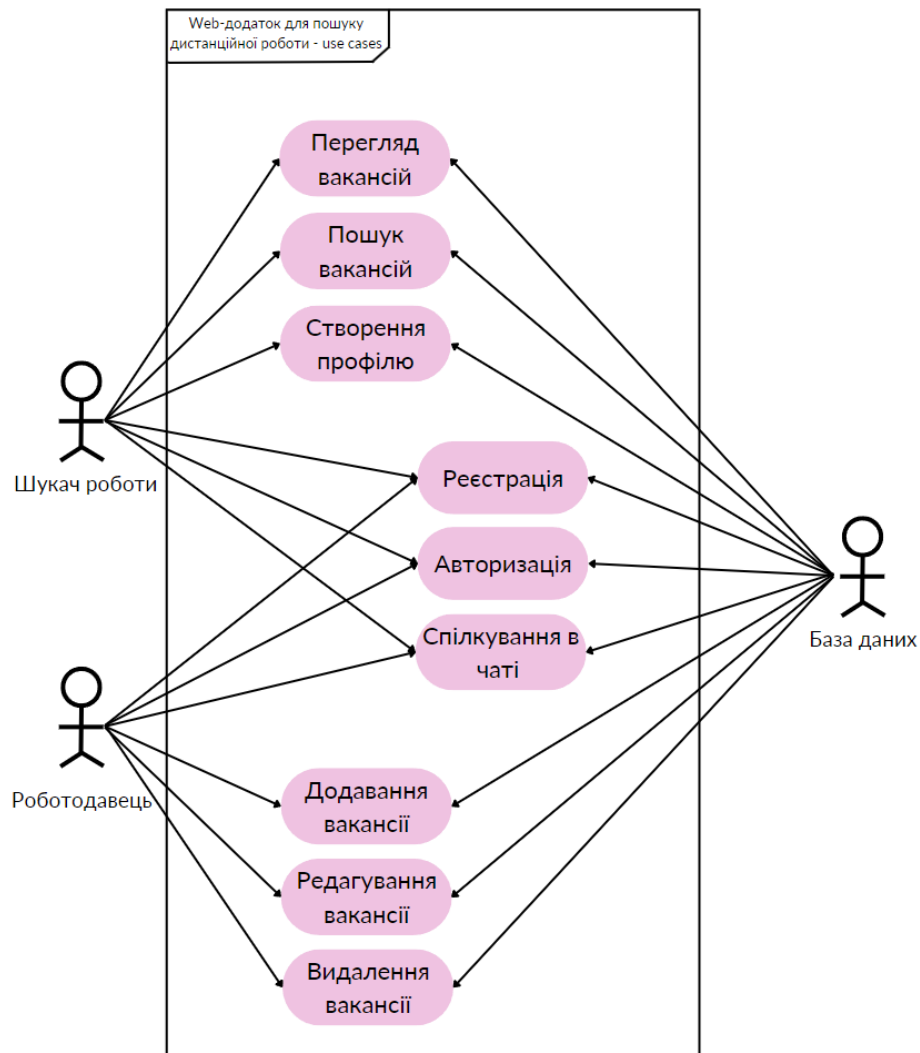 Web-додаток для пошуку
дистанційної роботи - use cases
Перегляд
вакансій
Пошук
вакансій
Створення
профілю
Шукач роботи
Реєстрація
Авторизація
Спілкування в
чаті
База даних
Роботодавець
Додавання
вакансії
Редагування
вакансії
Видалення
вакансії